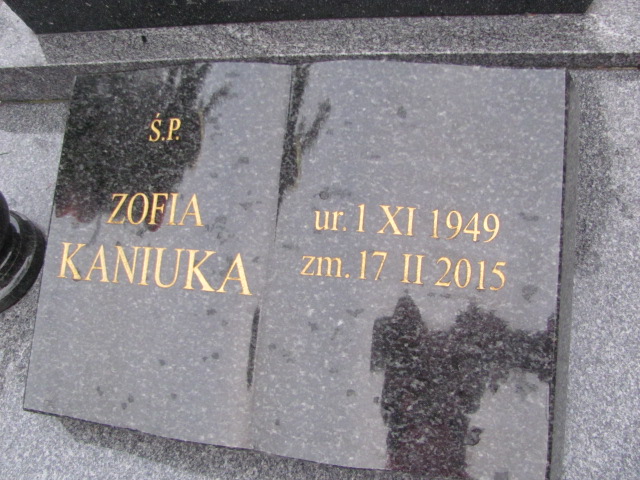 Ś.P.
ZOFIA
KANIUKA
ur. 1 XI 1949
zm. 17 II 2015